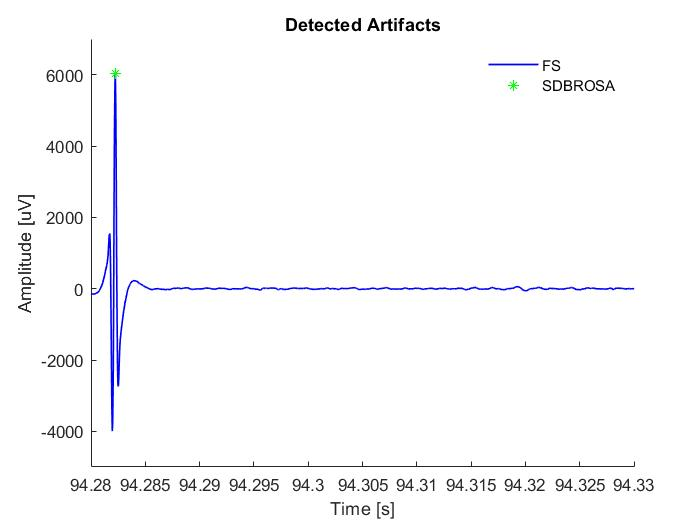 Detected Artifacts
FS
SDBROSA
6000
4000
2000
0
-2000
-4000
Amplitude [uV]
94.28 94.285 94.29 94.295 94.3 94.305 94.31 94.315 94.32 94.325 94.33
Time [s]